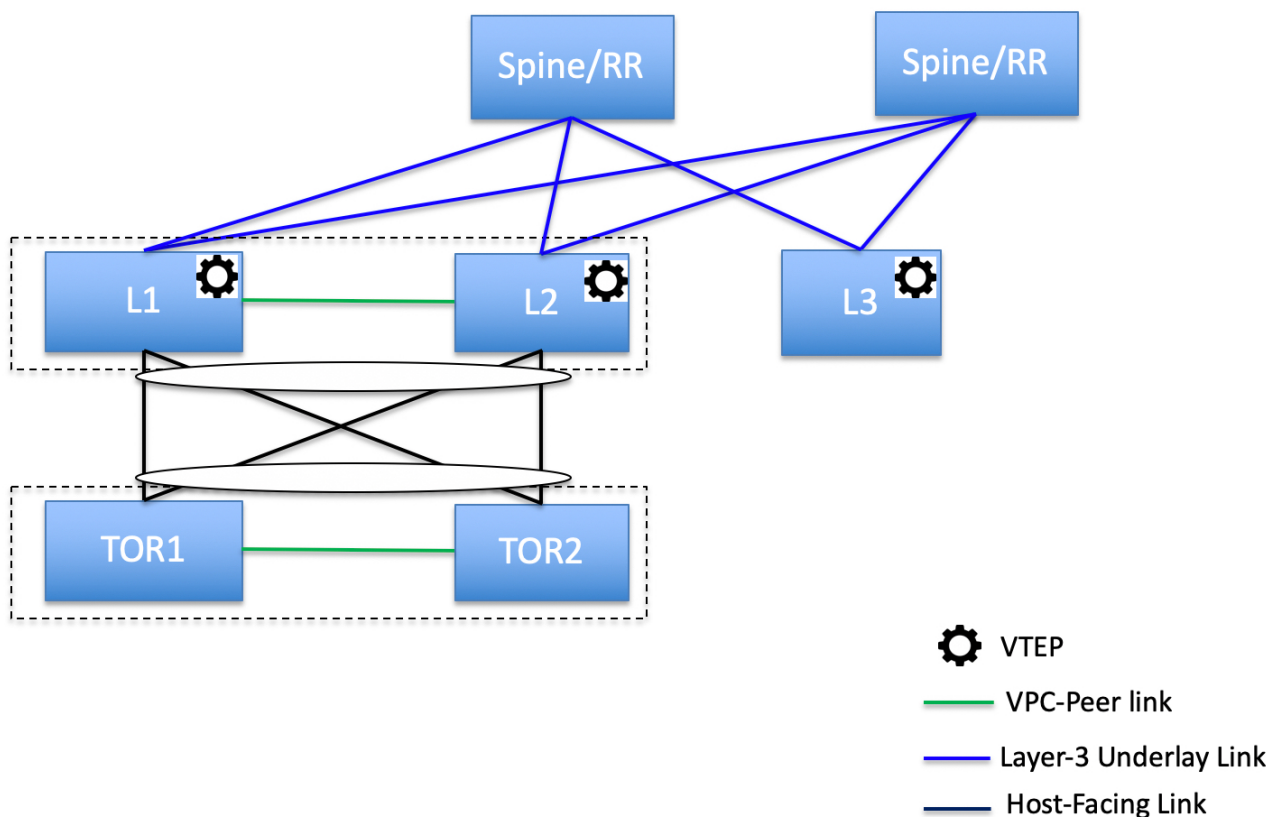 Spine/RR
Spine/RR
L1
L2
L3
TOR1
TOR2
VTEP
VPC-Peer link
Layer-3 Underlay Link
Host-Facing Link